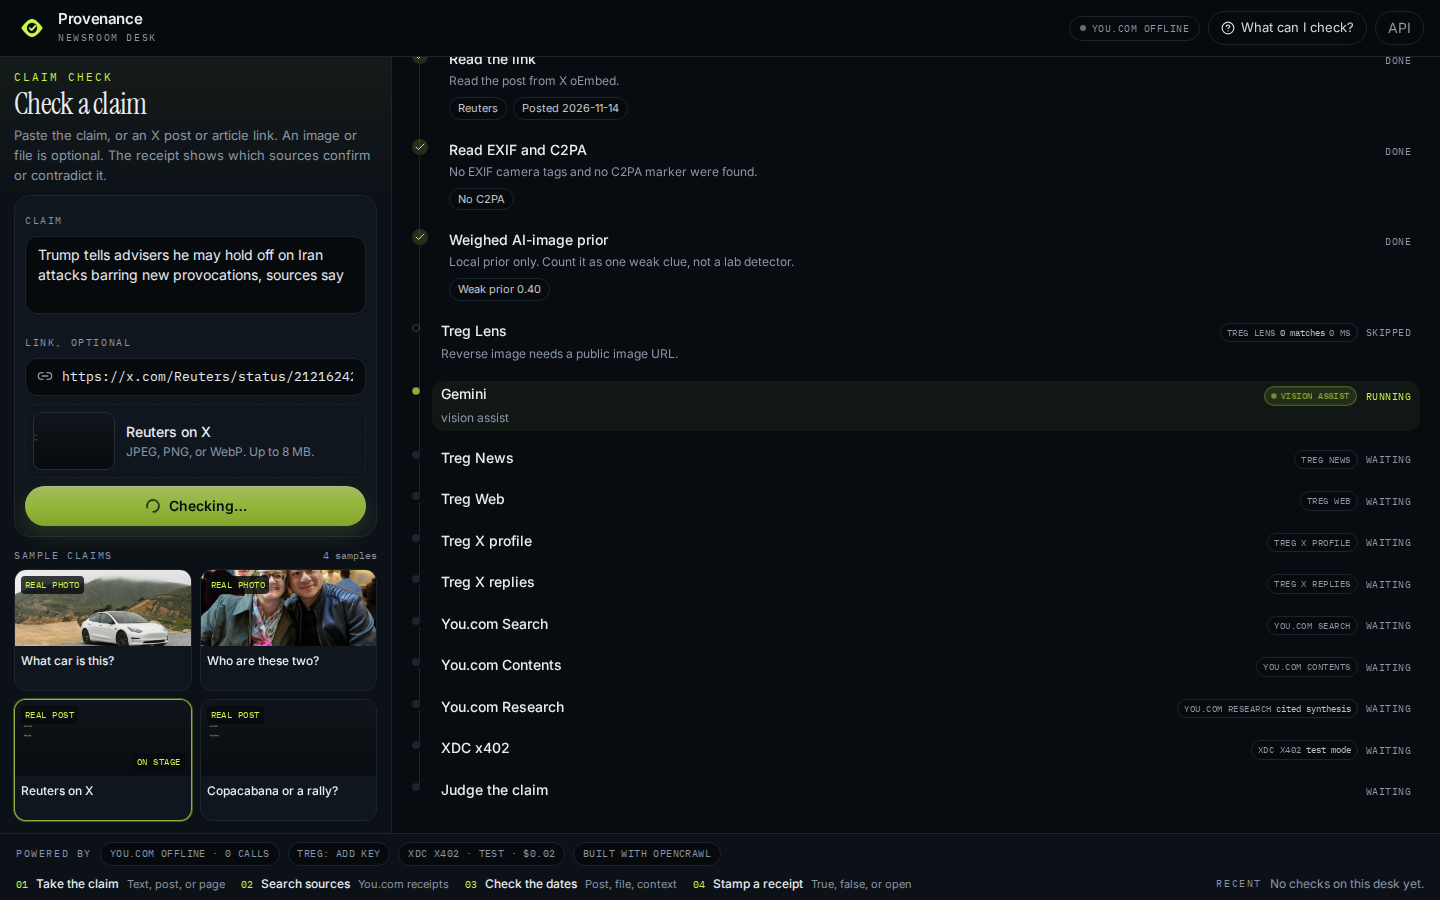 Provenance
NEWSROOM DESK
YOU.COM OFFLINE
What can I check?
API
CLAIM CHECK
Check a claim
Paste the claim, or an X post or article link. An image or
file is optional. The receipt shows which sources confirm
or contradict it.
CLAIM
Trump tells advisers he may hold off on Iran
attacks barring new provocations, sources say
LINK, OPTIONAL
https://x.com/Reuters/status/21216242
Reuters on X
JPEG, PNG, or WebP. Up to 8 MB.
Checking...
SAMPLE CLAIMS
4 samples
REAL PHOTO
What car is this?
REAL PHOTO
Who are these two?
REAL POST
ON STAGE
Reuters on X
REAL POST
Copacabana or a rally?
Read the link
DONE
Read the post from X oEmbed.
Reuters
Posted 2026-11-14
Read EXIF and C2PA
DONE
No EXIF camera tags and no C2PA marker were found.
No C2PA
Weighed AI-image prior
DONE
Local prior only. Count it as one weak clue, not a lab detector.
Weak prior 0.40
Treg Lens
TREG LENS 0 matches 0 MS
SKIPPED
Reverse image needs a public image URL.
Gemini
VISION ASSIST
RUNNING
vision assist
Treg News
TREG NEWS
WAITING
Treg Web
TREG WEB
WAITING
Treg X profile
TREG X PROFILE
WAITING
Treg X replies
TREG X REPLIES
WAITING
You.com Search
YOU.COM SEARCH
WAITING
You.com Contents
YOU.COM CONTENTS
WAITING
You.com Research
YOU.COM RESEARCH cited synthesis
WAITING
XDC x402
XDC X402 test mode
WAITING
Judge the claim
WAITING
POWERED BY
YOU.COM OFFLINE · 0 CALLS
TREG: ADD KEY
XDC X402 · TEST · $0.02
BUILT WITH OPENCRAWL
01 Take the claim Text, post, or page
02 Search sources You.com receipts
03 Check the dates Post, file, context
04 Stamp a receipt True, false, or open
RECENT No checks on this desk yet.